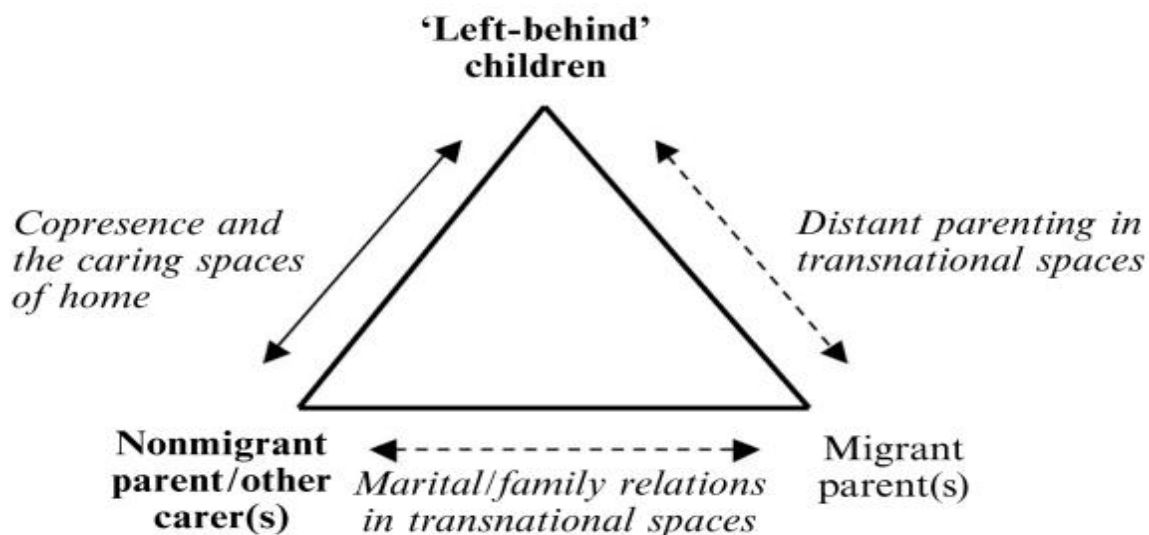 ‘Left-behind’
children
Copresence and
the caring spaces
of home
Distant parenting in
transnational spaces
Nonmigrant
parent/other
carer(s)
Marital/family relations
in transnational spaces
Migrant
parent(s)